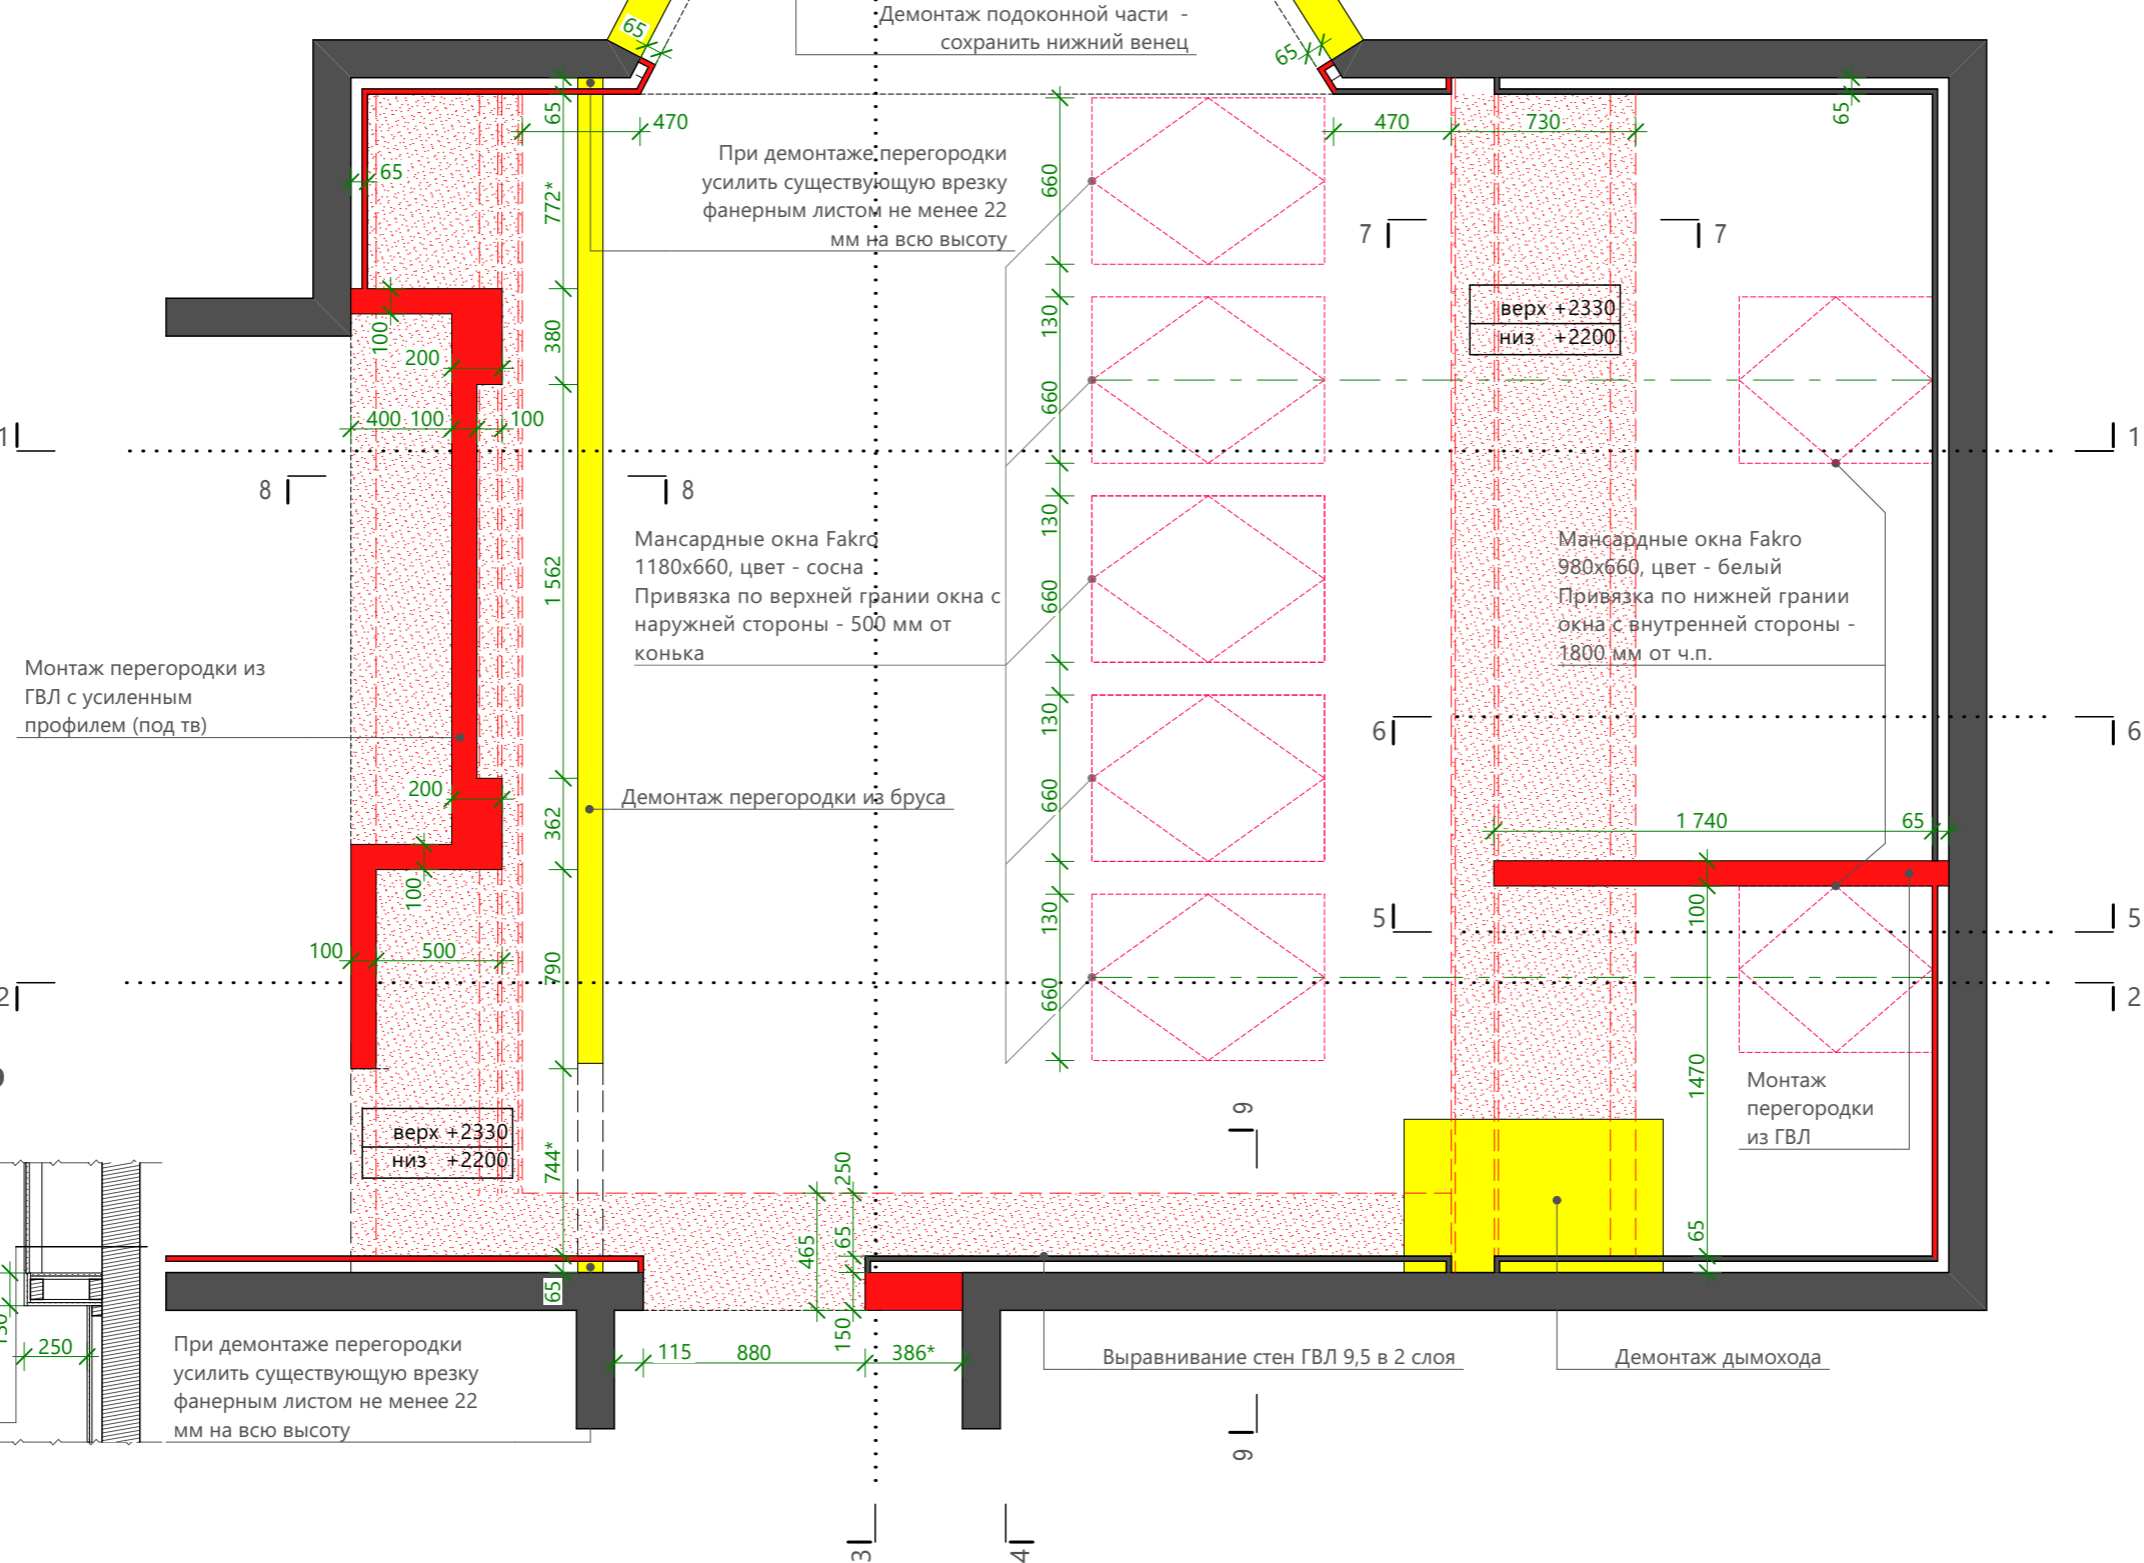 Демонтаж подоконной части -
сохранить нижний венец
65
65
65
470
470
730
65
При демонтаже перегородки
усилить существующую врезку
фанерным листом не менее 22
мм на всю высоту
65
772*
660
7
7
верх +2330
низ +2200
100
380
130
200
400
100
100
660
1
1
8
8
130
Мансардные окна Fakro
1180х660, цвет - сосна
Привязка по верхней грании окна с
наружней стороны - 500 мм от
конька
Мансардные окна Fakro
980х660, цвет - белый
Привязка по нижней грании
окна с внутренней стороны -
1800 мм от ч.п.
1 562
660
Монтаж перегородки из
ГВЛ с усиленным
профилем (под тв)
130
6
6
200
Демонтаж перегородки из бруса
660
362
1 740
65
100
100
130
5
5
100
500
790
660
2
2
1470
Монтаж
перегородки
из ГВЛ
9
верх +2330
низ +2200
744*
250
65
465
65
65
150
250
115
880
386*
При демонтаже перегородки
усилить существующую врезку
фанерным листом не менее 22
мм на всю высоту
Выравнивание стен ГВЛ 9,5 в 2 слоя
Демонтаж дымохода
9
3
4